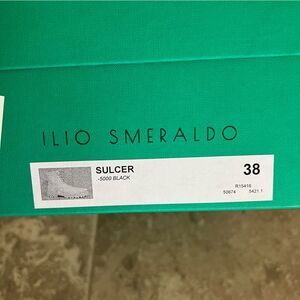 ILIO SMERALDO
SULCER 38
-5000 BLACK
R15416
50674 5421 1